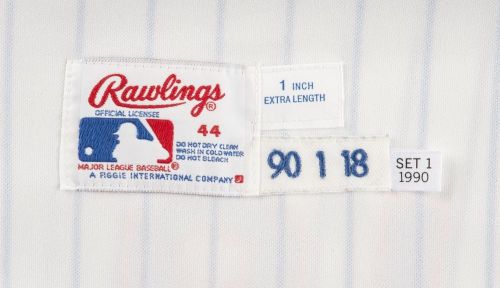 Rawlings®
OFFICIAL LICENSEE
44
DO NOT DRY CLEAN
WASH IN COLD WATER
DO NOT BLEACH
MAJOR LEAGUE BASEBALL®
A FIGGIE INTERNATIONAL COMPANY
1 INCH
EXTRA LENGTH
90 1 18
SET 1
1990